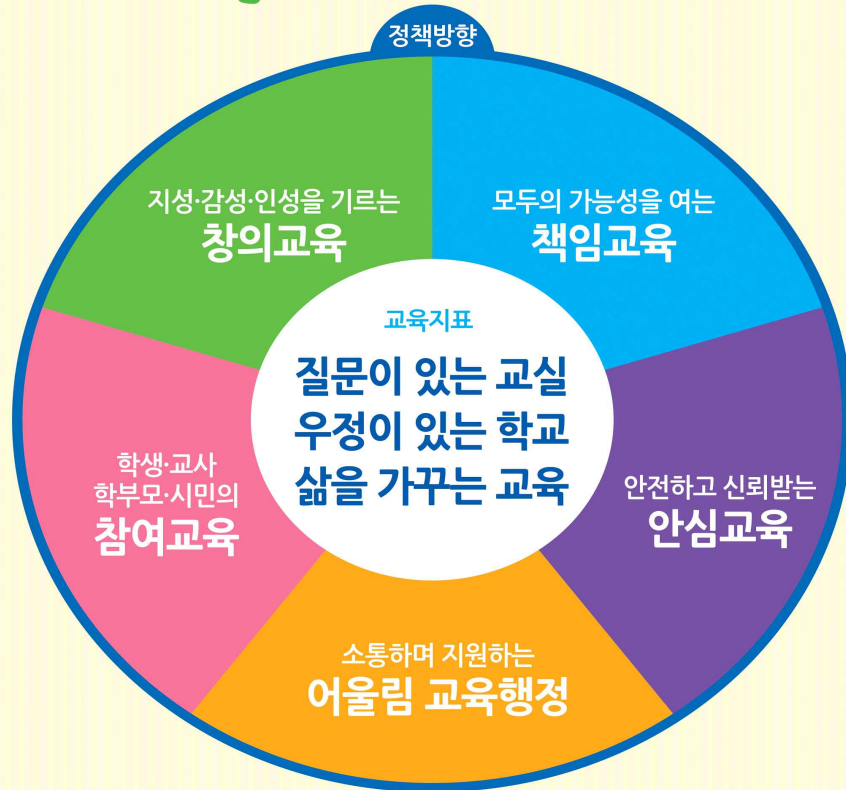 정책방향
지성·감성·인성을 기르는
창의교육
모두의 가능성을 여는
책임교육
교육지표
질문이 있는 교실
우정이 있는 학교
삶을 가꾸는 교육
학생·교사
학부모·시민의
참여교육
안전하고 신뢰받는
안심교육
소통하며 지원하는
어울림 교육행정